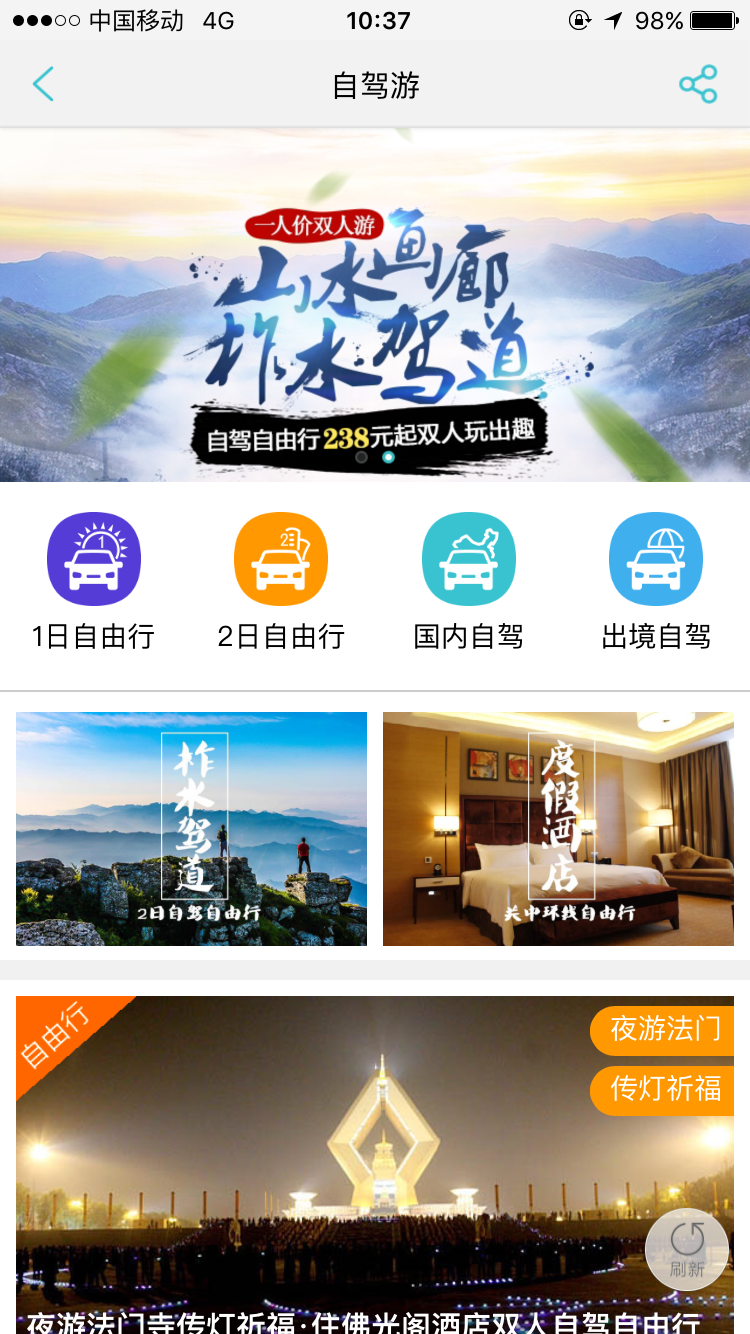 中国移动 4G 10:37 98%
自驾游
一人价双人游
山水画廊
柞水驾道
自驾自由行238元起双人玩出趣
1 2日
1日自由行 2日自由行 国内自驾 出境自驾
柞水驾道
2日自驾自由行
度假酒店
关中环线自由行
自由行
夜游法门
传灯祈福
刷新
夜游法门寺传灯祈福·住佛光阁酒店双人自驾自由行